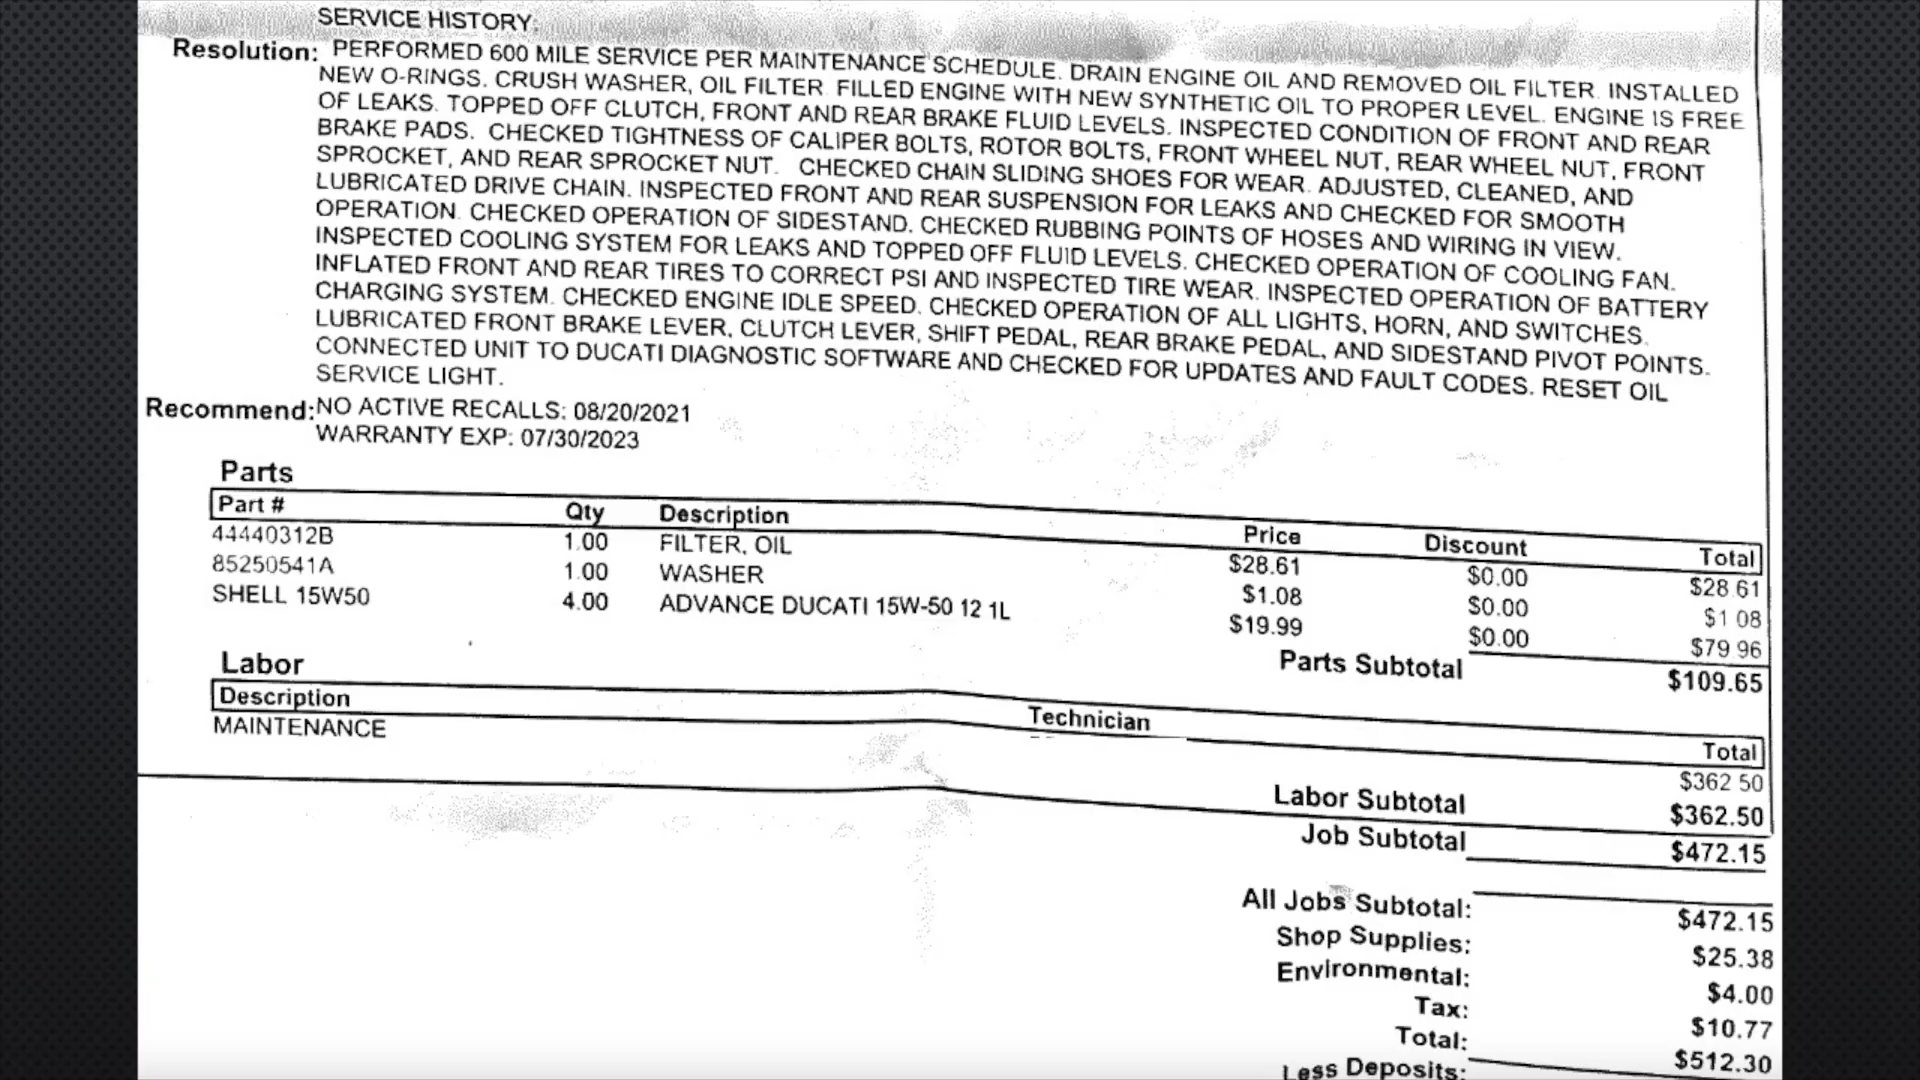 SERVICE HISTORY:
Resolution: PERFORMED 600 MILE SERVICE PER MAINTENANCE SCHEDULE. DRAIN ENGINE OIL AND REMOVED OIL FILTER. INSTALLED
NEW O-RINGS. CRUSH WASHER, OIL FILTER. FILLED ENGINE WITH NEW SYNTHETIC OIL TO PROPER LEVEL. ENGINE IS FREE
OF LEAKS. TOPPED OFF CLUTCH, FRONT AND REAR BRAKE FLUID LEVELS. INSPECTED CONDITION OF FRONT AND REAR
BRAKE PADS. CHECKED TIGHTNESS OF CALIPER BOLTS, ROTOR BOLTS, FRONT WHEEL NUT, REAR WHEEL NUT, FRONT
SPROCKET, AND REAR SPROCKET NUT. CHECKED CHAIN SLIDING SHOES FOR WEAR. ADJUSTED, CLEANED, AND
LUBRICATED DRIVE CHAIN. INSPECTED FRONT AND REAR SUSPENSION FOR LEAKS AND CHECKED FOR SMOOTH
OPERATION. CHECKED OPERATION OF SIDESTAND. CHECKED RUBBING POINTS OF HOSES AND WIRING IN VIEW.
INSPECTED COOLING SYSTEM FOR LEAKS AND TOPPED OFF FLUID LEVELS. CHECKED OPERATION OF COOLING FAN.
INFLATED FRONT AND REAR TIRES TO CORRECT PSI AND INSPECTED TIRE WEAR. INSPECTED OPERATION OF BATTERY
CHARGING SYSTEM. CHECKED ENGINE IDLE SPEED. CHECKED OPERATION OF ALL LIGHTS, HORN, AND SWITCHES.
LUBRICATED FRONT BRAKE LEVER, CLUTCH LEVER, SHIFT PEDAL, REAR BRAKE PEDAL, AND SIDESTAND PIVOT POINTS.
CONNECTED UNIT TO DUCATI DIAGNOSTIC SOFTWARE AND CHECKED FOR UPDATES AND FAULT CODES. RESET OIL
SERVICE LIGHT.
Recommend: NO ACTIVE RECALLS: 08/20/2021
WARRANTY EXP: 07/30/2023
Parts
Part # Qty Description Price Discount Total
44440312B 1.00 FILTER, OIL $28.61 $0.00 $28.61
85250541A 1.00 WASHER $1.08 $0.00 $1 08
SHELL 15W50 4.00 ADVANCE DUCATI 15W-50 12 1L $19.99 $0.00 $79 96
Parts Subtotal $109.65
Labor
Description Technician Total
MAINTENANCE $362 50
Labor Subtotal $362.50
Job Subtotal $472.15
All Jobs Subtotal: $472.15
Shop Supplies: $25.38
Environmental: $4.00
Tax: $10.77
Total: $512.30
Less Deposits: